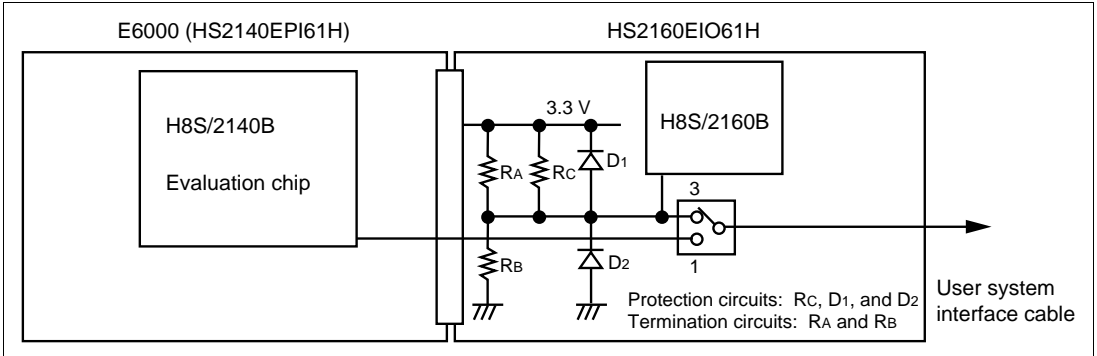 E6000 (HS2140EPI61H)
HS2160EIO61H
H8S/2140B
Evaluation chip
3.3 V
H8S/2160B
RA
RC
D1
3
RB
D2
1
Protection circuits: RC, D1, and D2
Termination circuits: RA and RB
User system
interface cable